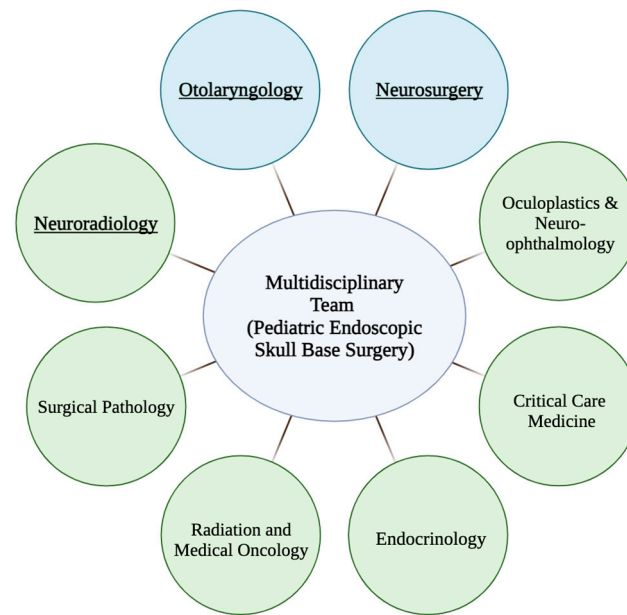 Otolaryngology
Neurosurgery
Neuroradiology
Oculoplastics &
Neuro-
ophthalmology
Multidisciplinary
Team
(Pediatric Endoscopic
Skull Base Surgery)
Surgical Pathology
Critical Care
Medicine
Radiation and
Medical Oncology
Endocrinology